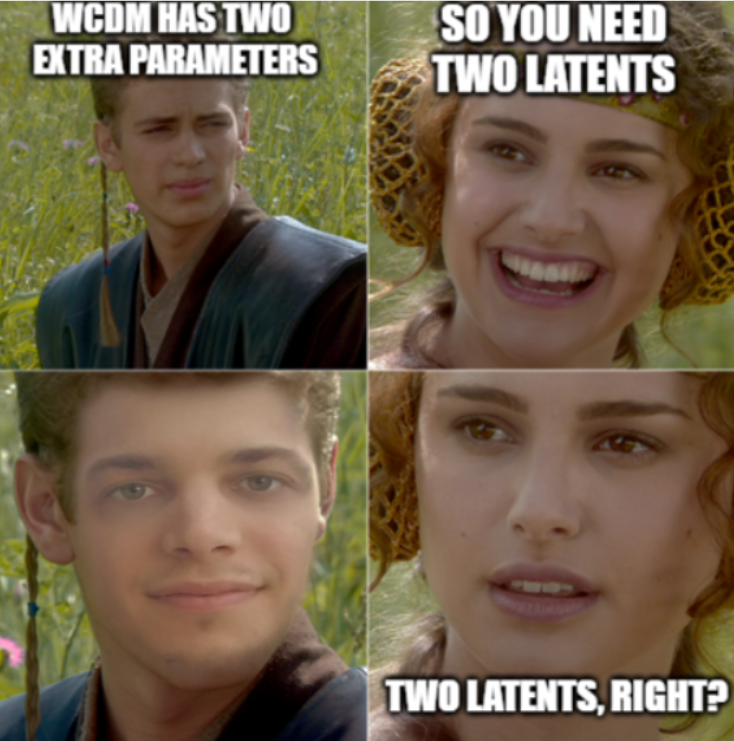 WCDM HAS TWO
EXTRA PARAMETERS
SO YOU NEED
TWO LATENTS
TWO LATENTS, RIGHT?